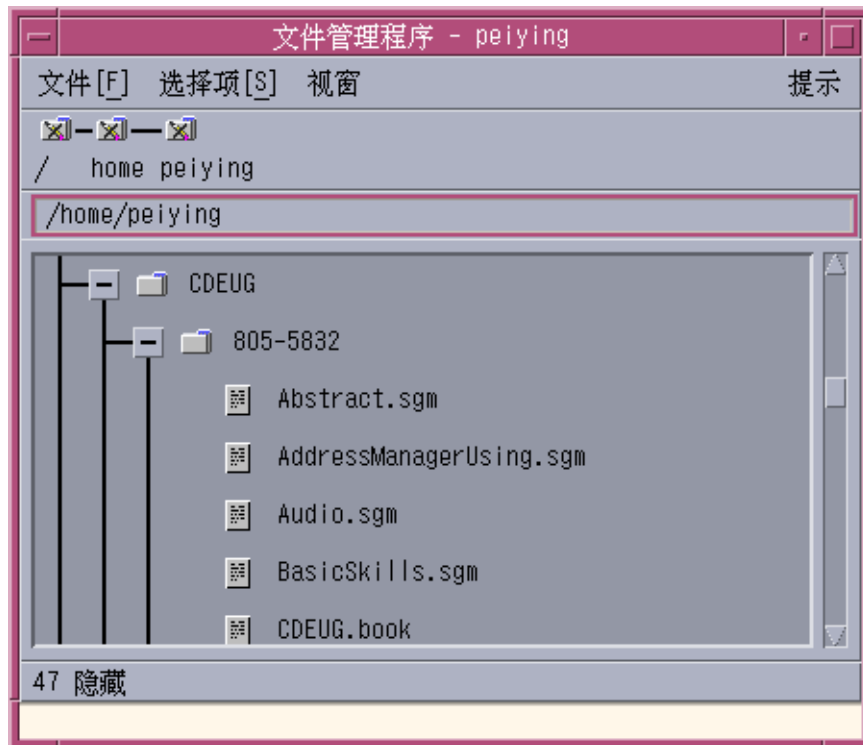 文件管理程序 - peiying
文件[F] 选择项[S] 视窗 提示
/ home peiying
/home/peiying
CDEUG
805-5832
Abstract.sgm
AddressManagerUsing.sgm
Audio.sgm
BasicSkills.sgm
CDEUG.book
47 隐藏